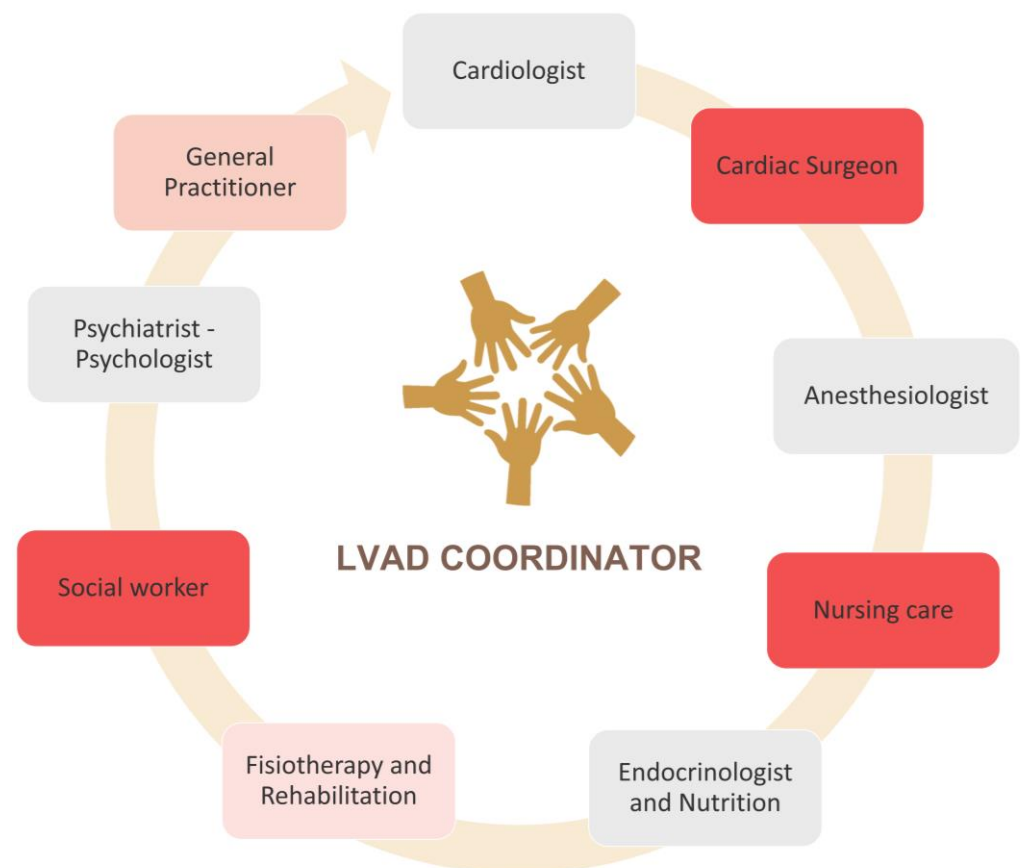 Cardiologist
Cardiac Surgeon
Anesthesiologist
Nursing care
Endocrinologist
and Nutrition
Fisiotherapy and
Rehabilitation
Social worker
Psychiatrist -
Psychologist
General
Practitioner
LVAD COORDINATOR